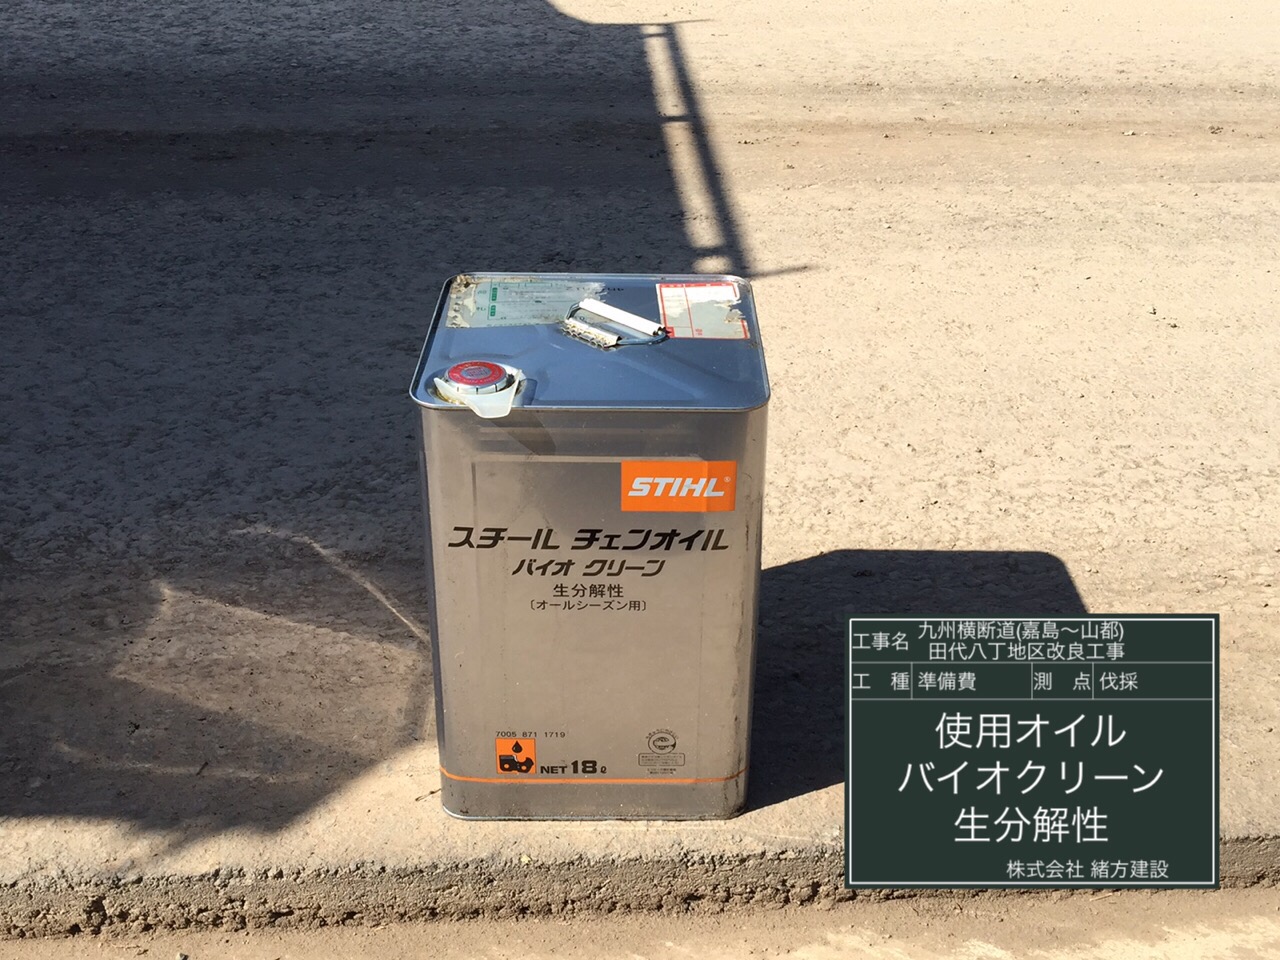 STIHL®
スチール チェンオイル
バイオ クリーン
生分解性
〔オールシーズン用〕
7005 871 1719
NET 18ℓ
工事名 九州横断道(嘉島～山都)
田代八丁地区改良工事
工 種 準備費 測 点 伐採
使用オイル
バイオクリーン
生分解性
株式会社 緒方建設